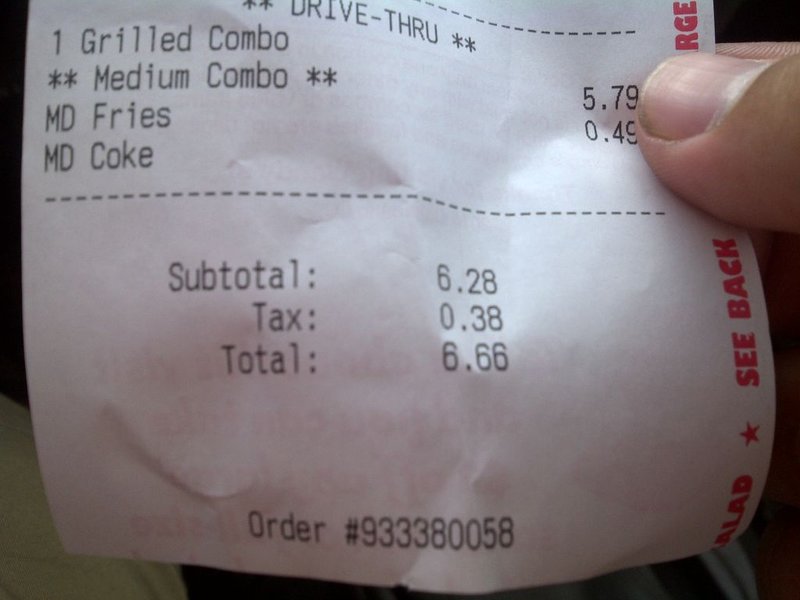 ** DRIVE-THRU **
1 Grilled Combo 5.79
** Medium Combo ** 0.49
MD Fries
MD Coke
Subtotal: 6.28
Tax: 0.38
Total: 6.66
Order #933380058
SEE BACK ★